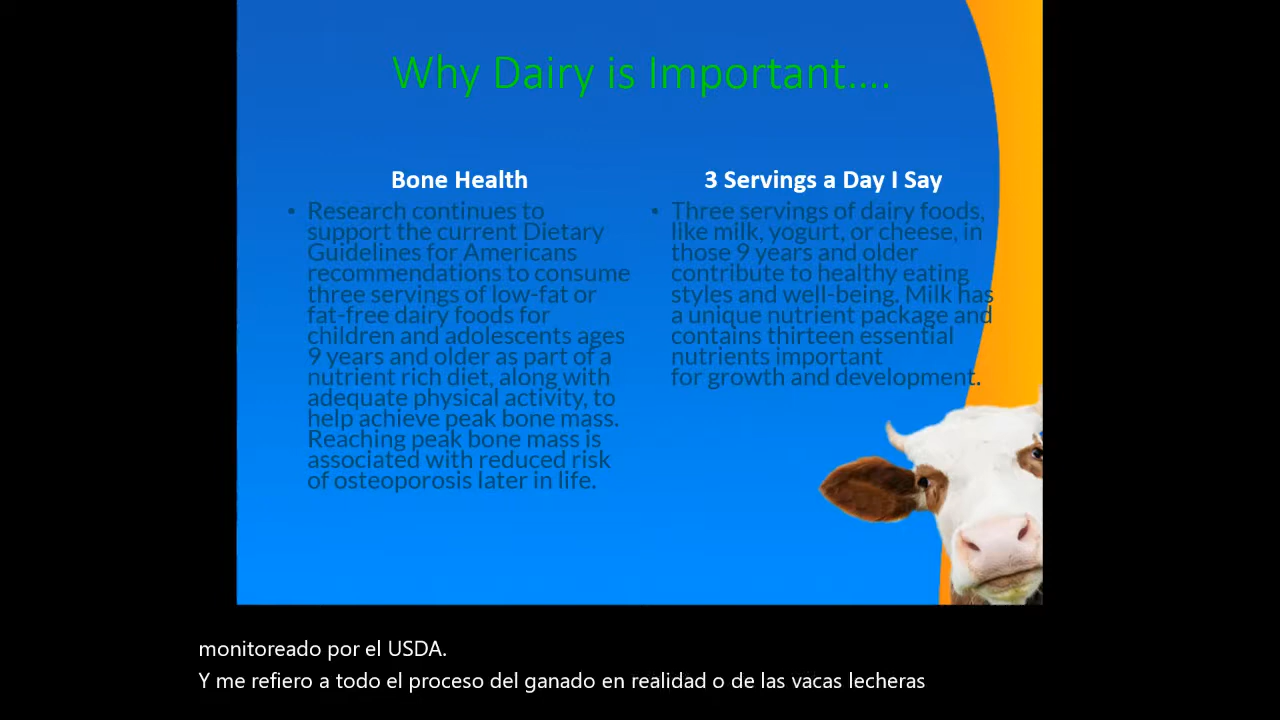 Why Dairy is Important....
Bone Health
• Research continues to
support the current Dietary
Guidelines for Americans
recommendations to consume
three servings of low-fat or
fat-free dairy foods for
children and adolescents ages
9 years and older as part of a
nutrient rich diet, along with
adequate physical activity, to
help achieve peak bone mass.
Reaching peak bone mass is
associated with reduced risk
of osteoporosis later in life.
3 Servings a Day I Say
• Three servings of dairy foods,
like milk, yogurt, or cheese, in
those 9 years and older
contribute to healthy eating
styles and well-being. Milk has
a unique nutrient package and
contains thirteen essential
nutrients important
for growth and development.
monitoreado por el USDA.
Y me refiero a todo el proceso del ganado en realidad o de las vacas lecheras